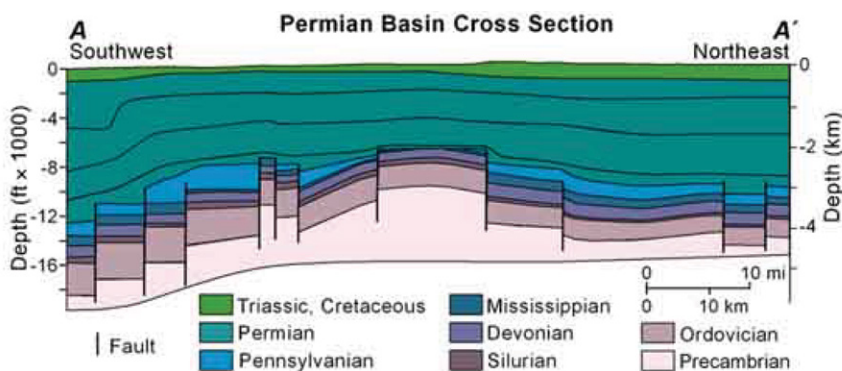 Permian Basin Cross Section
A
A′
Southwest
Northeast
0
-4
-8
-12
-16
Depth (ft x 1000)
0
-2
-4
Depth (km)
0 10 mi
0 10 km
Triassic, Cretaceous
Permian
Pennsylvanian
Mississippian
Devonian
Silurian
Ordovician
Precambrian
Fault